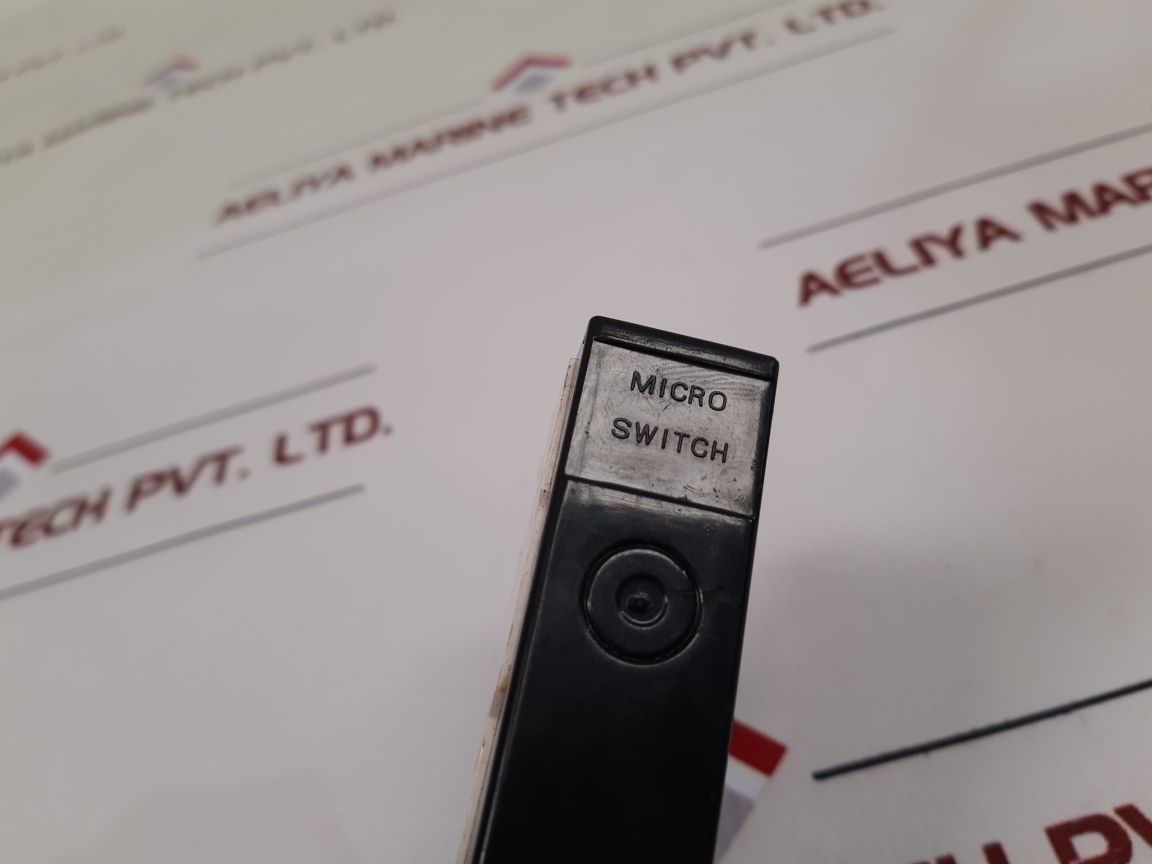 AELIYA MARINE TECH PVT. LTD.
AELIYA MAR
TECH PVT. LTD.
MICRO
SWITCH